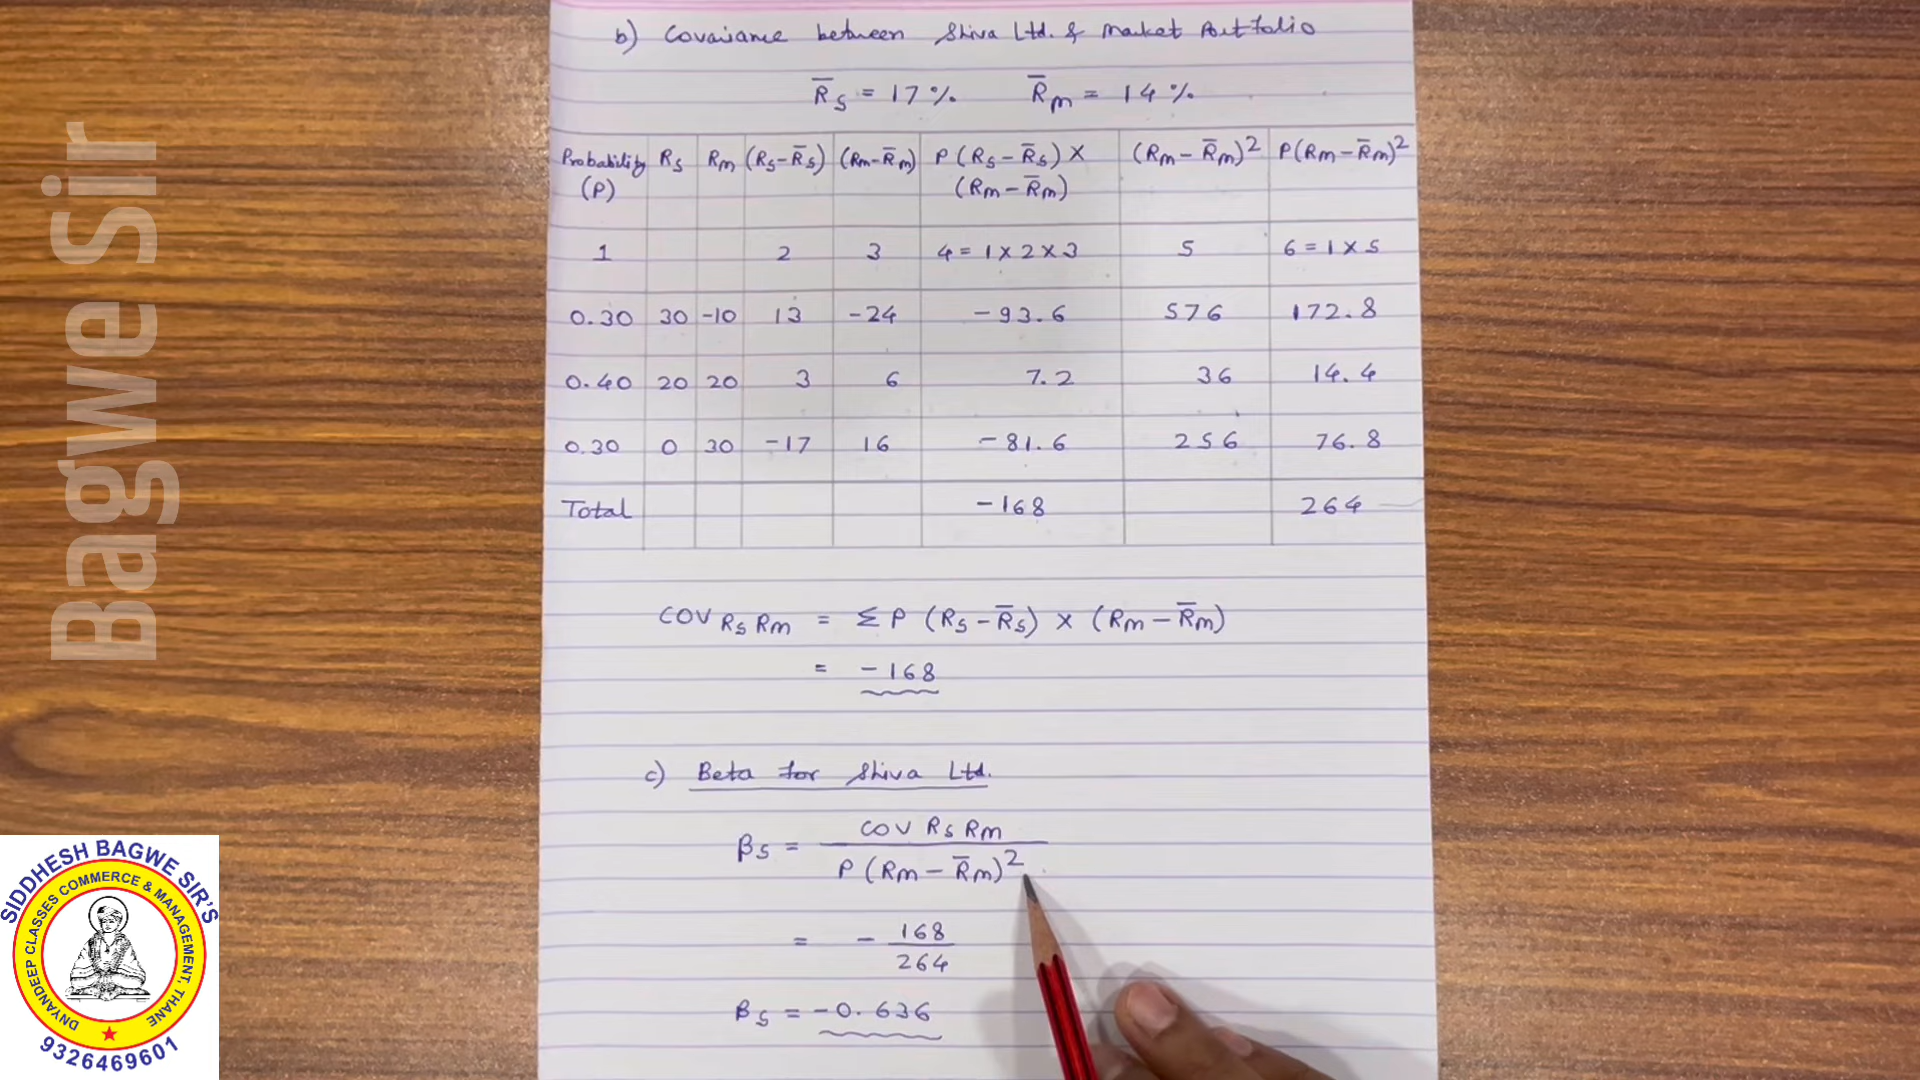 b) Covariance between Shiva Ltd. & Market Portfolio
R̅s = 17% R̅m = 14%
Probability (P) Rs Rm (Rs-R̅s) (Rm-R̅m) P(Rs-R̅s)× (Rm-R̅m) (Rm-R̅m)² P(Rm-R̅m)²
1 2 3 4=1×2×3 5 6=1×5
0.30 30 -10 13 -24 -93.6 576 172.8
0.40 20 20 3 6 7.2 36 14.4
0.30 0 30 -17 16 -81.6 256 76.8
Total -168 264
COV Rs Rm = Σ P (Rs-R̅s) × (Rm-R̅m)
= -168
c) Beta for Shiva Ltd.
βs = COV Rs Rm
P (Rm-R̅m)²
= - 168
264
βs = -0.636
Bagwe Sir
SIDDHESH BAGWE SIR'S
DNYANDEEP CLASSES COMMERCE & MANAGEMENT, THANE
9326469601